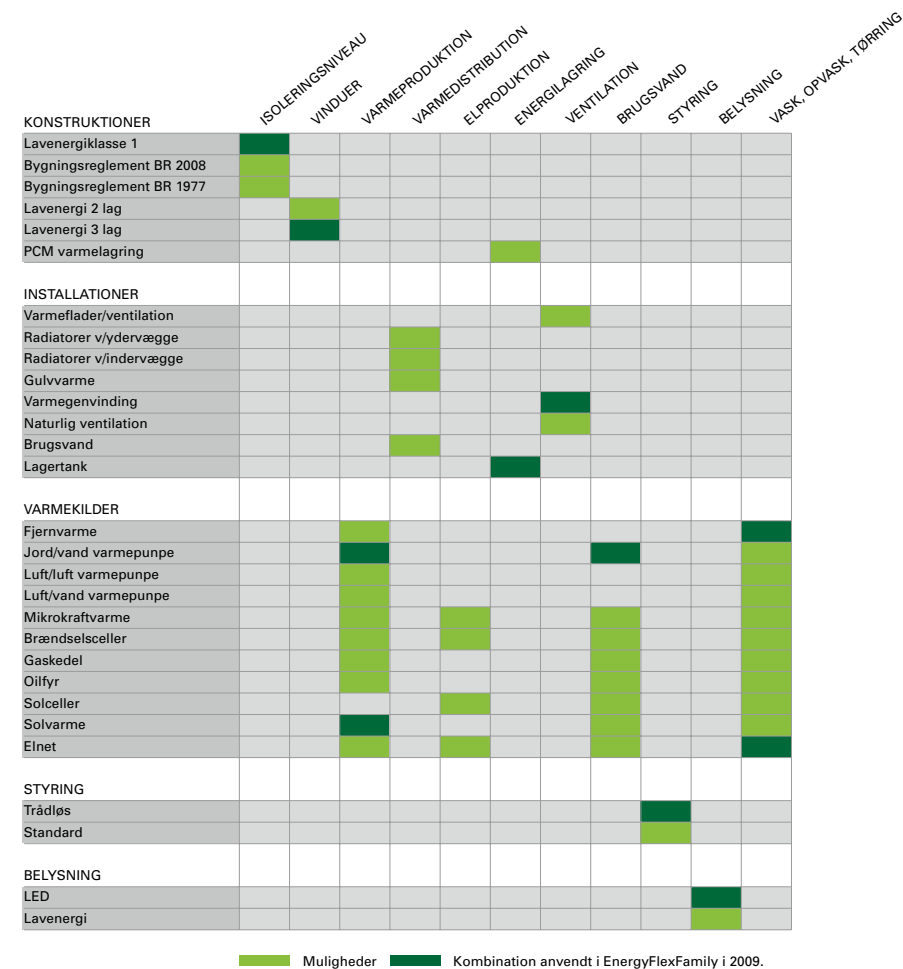 ISOLERINGSNIVEAU
VINDUER
VARMEPRODUKTION
VARMEDISTRIBUTION
ELPRODUKTION
ENERGILAGRING
VENTILATION
BRUGSVAND
STYRING
BELYSNING
VASK, OPVASK, TØRRING
KONSTRUKTIONER
Lavenergiklasse 1
Bygningsreglement BR 2008
Bygningsreglement BR 1977
Lavenergi 2 lag
Lavenergi 3 lag
PCM varmelagring
INSTALLATIONER
Varmeflader/ventilation
Radiatorer v/ydervægge
Radiatorer v/indervægge
Gulvvarme
Varmegenvinding
Naturlig ventilation
Brugsvand
Lagertank
VARMEKILDER
Fjernvarme
Jord/vand varmepunpe
Luft/luft varmepunpe
Luft/vand varmepunpe
Mikrokraftvarme
Brændselsceller
Gaskedel
Oilfyr
Solceller
Solvarme
Elnet
STYRING
Trådløs
Standard
BELYSNING
LED
Lavenergi
Muligheder Kombination anvendt i EnergyFlexFamily i 2009.